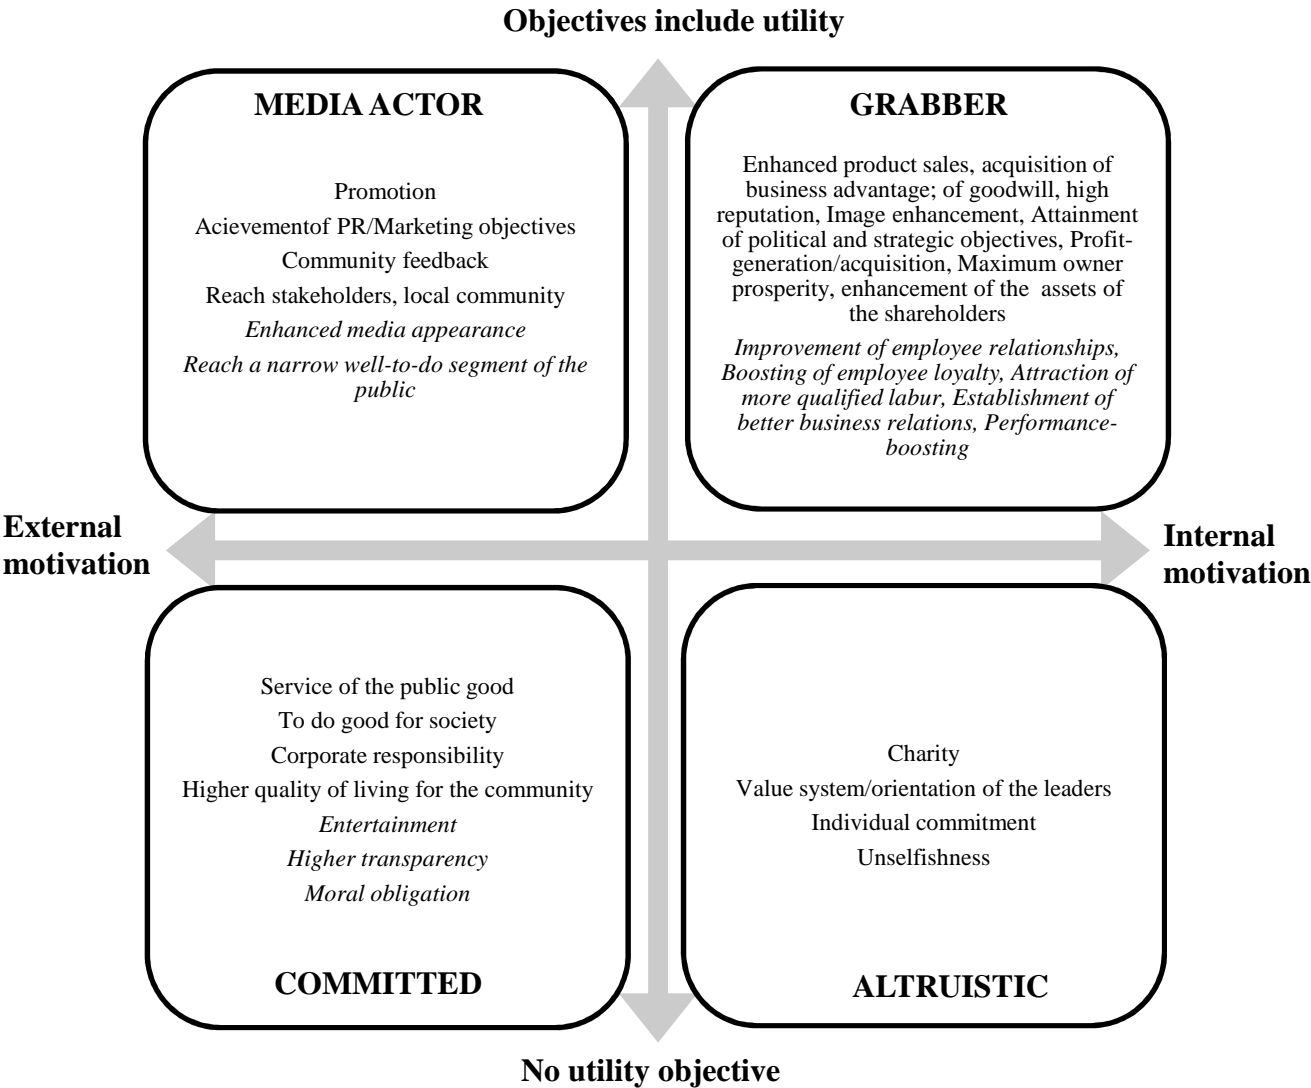 Objectives include utility
MEDIA ACTOR
Promotion
Acievementof PR/Marketing objectives
Community feedback
Reach stakeholders, local community
Enhanced media appearance
Reach a narrow well-to-do segment of the
public
GRABBER
Enhanced product sales, acquisition of
business advantage; of goodwill, high
reputation, Image enhancement, Attainment
of political and strategic objectives, Profit-
generation/acquisition, Maximum owner
prosperity, enhancement of the assets of
the shareholders
Improvement of employee relationships,
Boosting of employee loyalty, Attraction of
more qualified labur, Establishment of
better business relations, Performance-
boosting
External
motivation
Internal
motivation
Service of the public good
To do good for society
Corporate responsibility
Higher quality of living for the community
Entertainment
Higher transparency
Moral obligation
COMMITTED
Charity
Value system/orientation of the leaders
Individual commitment
Unselfishness
ALTRUISTIC
No utility objective